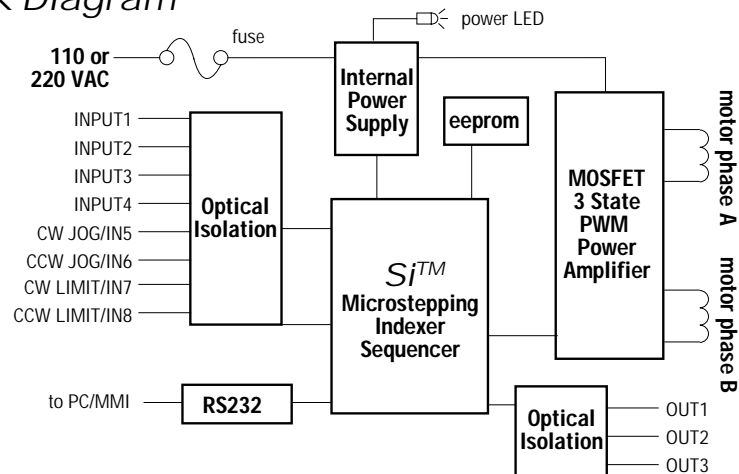 Diagram
power LED
fuse
110 or
220 VAC
Internal
Power
Supply
eeprom
INPUT1
INPUT2
INPUT3
INPUT4
CW JOG/IN5
CCW JOG/IN6
CW LIMIT/IN7
CCW LIMIT/IN8
Optical
Isolation
Si™
Microstepping
Indexer
Sequencer
MOSFET
3 State
PWM
Power
Amplifier
motor phase A
motor phase B
to PC/MMI
RS232
Optical
Isolation
OUT1
OUT2
OUT3